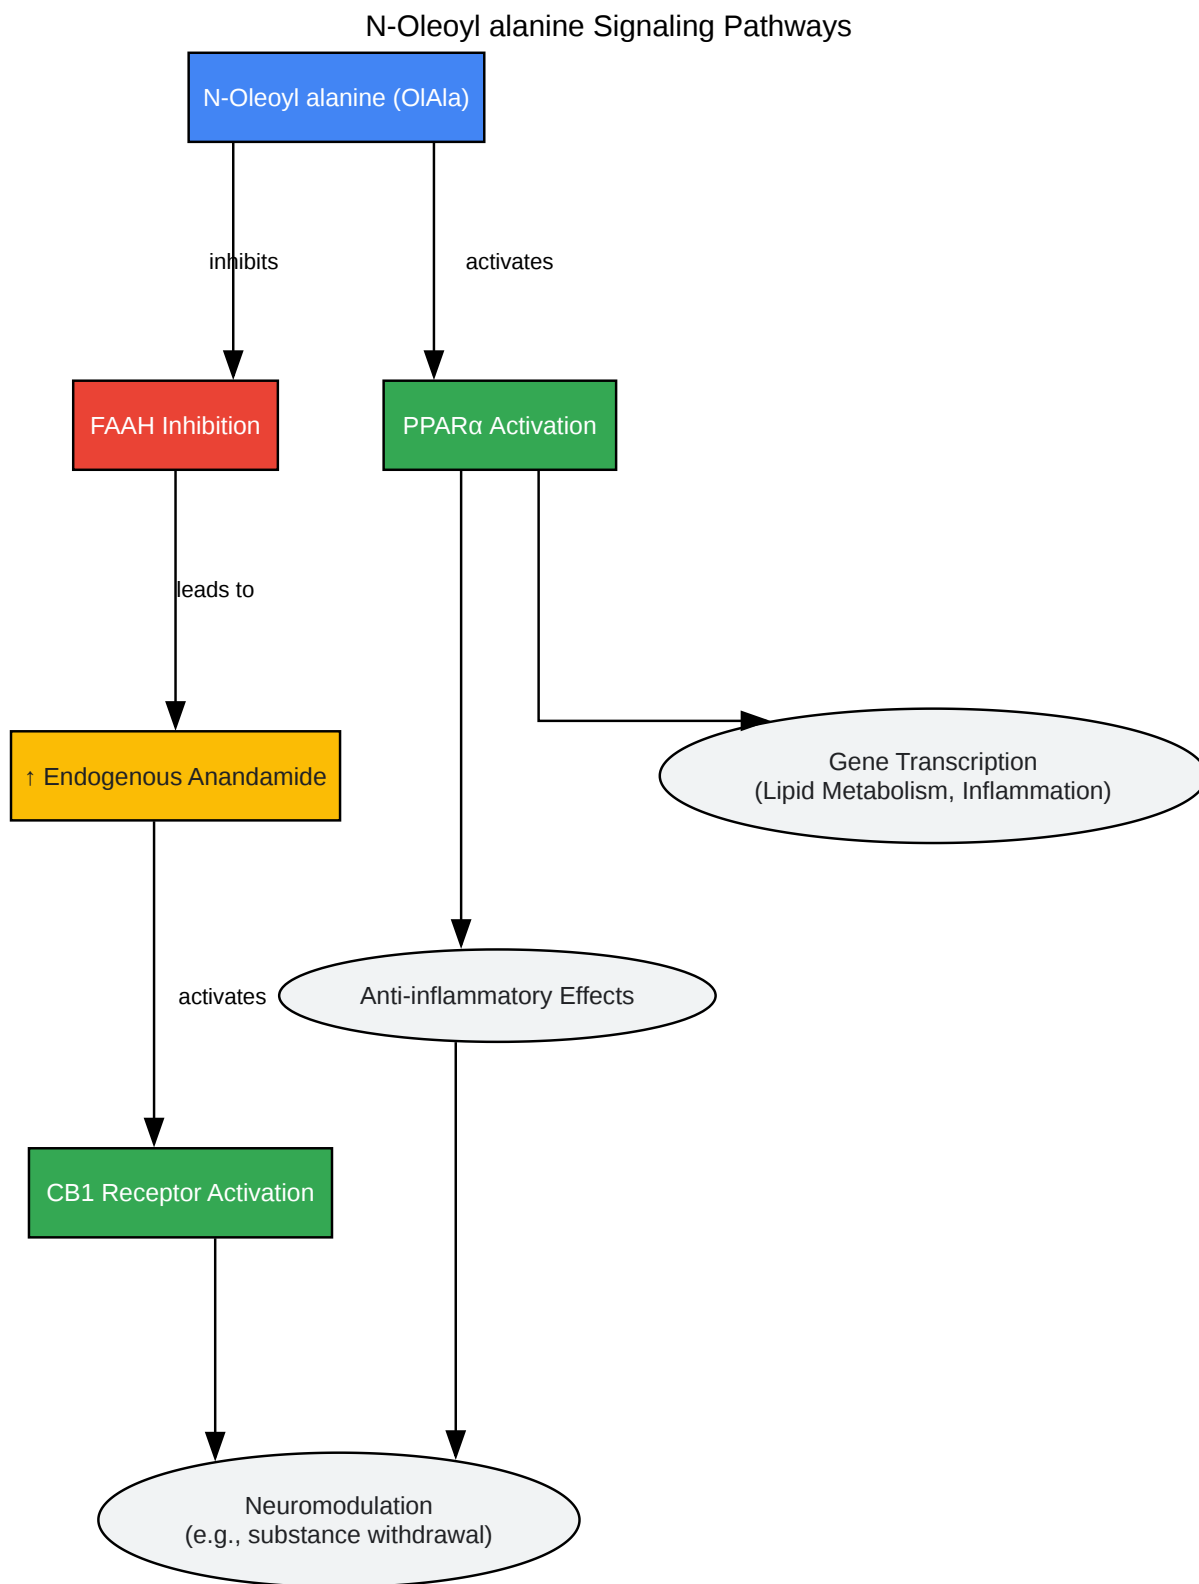 N-Oleoyl alanine Signaling Pathways
N-Oleoyl alanine (OlAla)
inhibits
activates
FAAH Inhibition
PPARα Activation
leads to
↑ Endogenous Anandamide
Gene Transcription
(Lipid Metabolism, Inflammation)
activates
Anti-inflammatory Effects
CB1 Receptor Activation
Neuromodulation
(e.g., substance withdrawal)